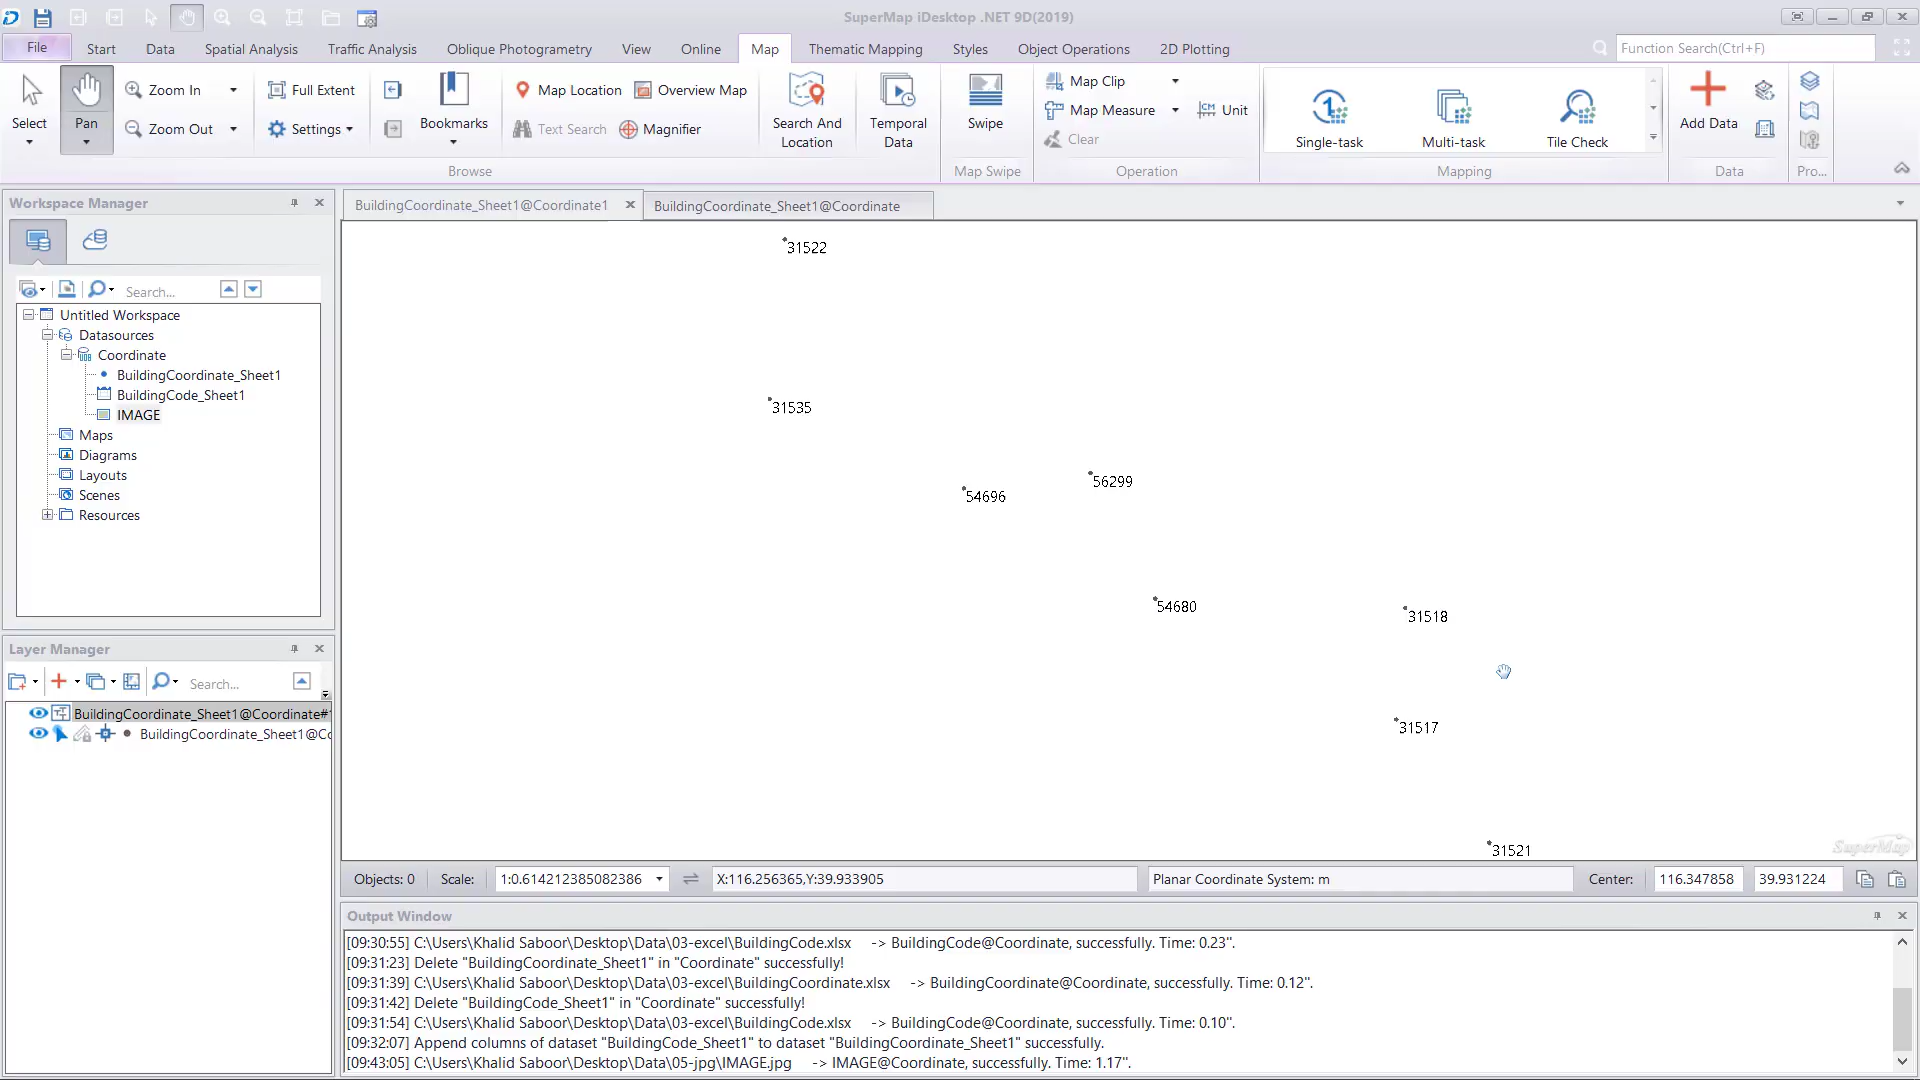 SuperMap iDesktop .NET 9D(2019)
File Start Data Spatial Analysis Traffic Analysis Oblique Photogrametry View Online Map Thematic Mapping Styles Object Operations 2D Plotting Function Search(Ctrl+F)
Select
Pan
Zoom In
Zoom Out
Full Extent
Settings
Bookmarks
Map Location
Overview Map
Text Search
Magnifier
Search And
Location
Temporal
Data
Browse
Swipe
Map Swipe
Map Clip
Map Measure
Unit
Clear
Operation
Single-task
Multi-task
Tile Check
Mapping
Add Data
Data
Pro...
Workspace Manager
Search...
Untitled Workspace
Datasources
Coordinate
BuildingCoordinate_Sheet1
BuildingCode_Sheet1
IMAGE
Maps
Diagrams
Layouts
Scenes
Resources
Layer Manager
Search...
BuildingCoordinate_Sheet1@Coordinate#1
BuildingCoordinate_Sheet1@Co
BuildingCoordinate_Sheet1@Coordinate1
BuildingCoordinate_Sheet1@Coordinate
31522
31535
56299
54696
54680
31518
31517
31521
SuperMap
Objects: 0 Scale: 1:0.614212385082386 X:116.256365,Y:39.933905 Planar Coordinate System: m Center: 116.347858 39.931224
Output Window
[09:30:55] C:\Users\Khalid Saboor\Desktop\Data\03-excel\BuildingCode.xlsx -> BuildingCode@Coordinate, successfully. Time: 0.23".
[09:31:23] Delete "BuildingCoordinate_Sheet1" in "Coordinate" successfully!
[09:31:39] C:\Users\Khalid Saboor\Desktop\Data\03-excel\BuildingCoordinate.xlsx -> BuildingCoordinate@Coordinate, successfully. Time: 0.12".
[09:31:42] Delete "BuildingCode_Sheet1" in "Coordinate" successfully!
[09:31:54] C:\Users\Khalid Saboor\Desktop\Data\03-excel\BuildingCode.xlsx -> BuildingCode@Coordinate, successfully. Time: 0.10".
[09:32:07] Append columns of dataset "BuildingCode_Sheet1" to dataset "BuildingCoordinate_Sheet1" successfully.
[09:43:05] C:\Users\Khalid Saboor\Desktop\Data\05-jpg\IMAGE.jpg -> IMAGE@Coordinate, successfully. Time: 1.17".